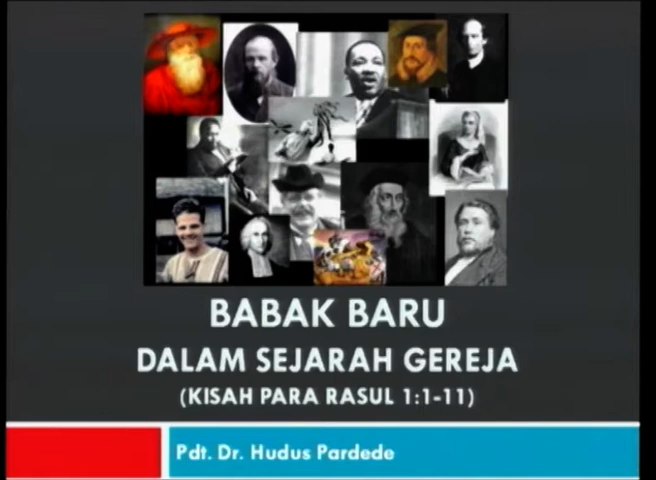 BABAK BARU
DALAM SEJARAH GEREJA
(KISAH PARA RASUL 1:1-11)
Pdt. Dr. Hudus Pardede